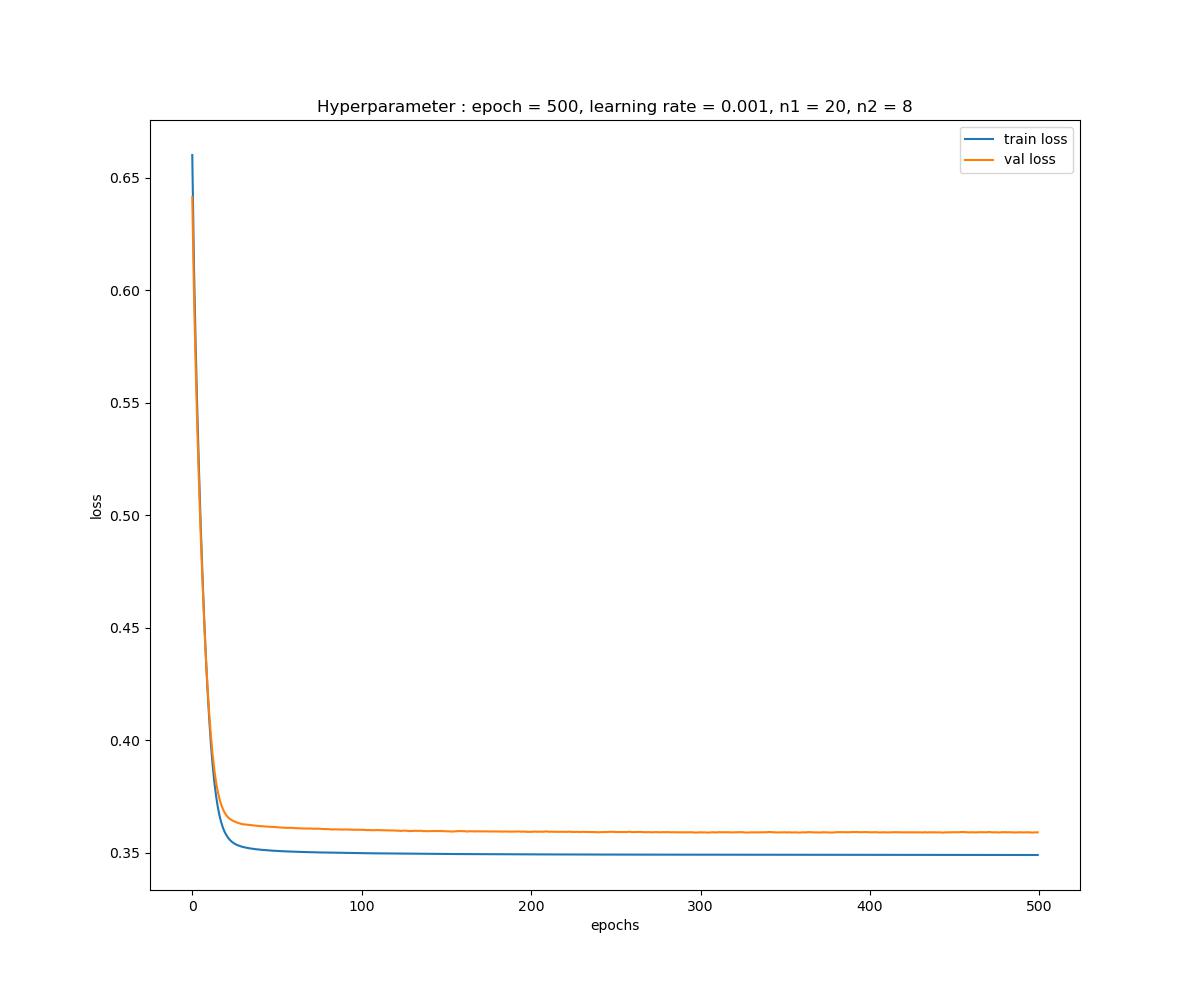 Hyperparameter : epoch = 500, learning rate = 0.001, n1 = 20, n2 = 8
train loss
val loss
0.65
0.60
0.55
0.50
0.45
0.40
0.35
loss
0
100
200
300
400
500
epochs